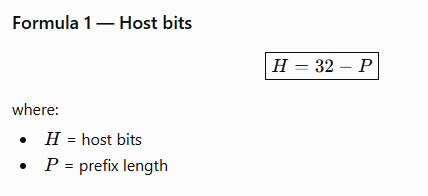 Formula 1 — Host bits
H = 32 − P
where:
• H = host bits
• P = prefix length